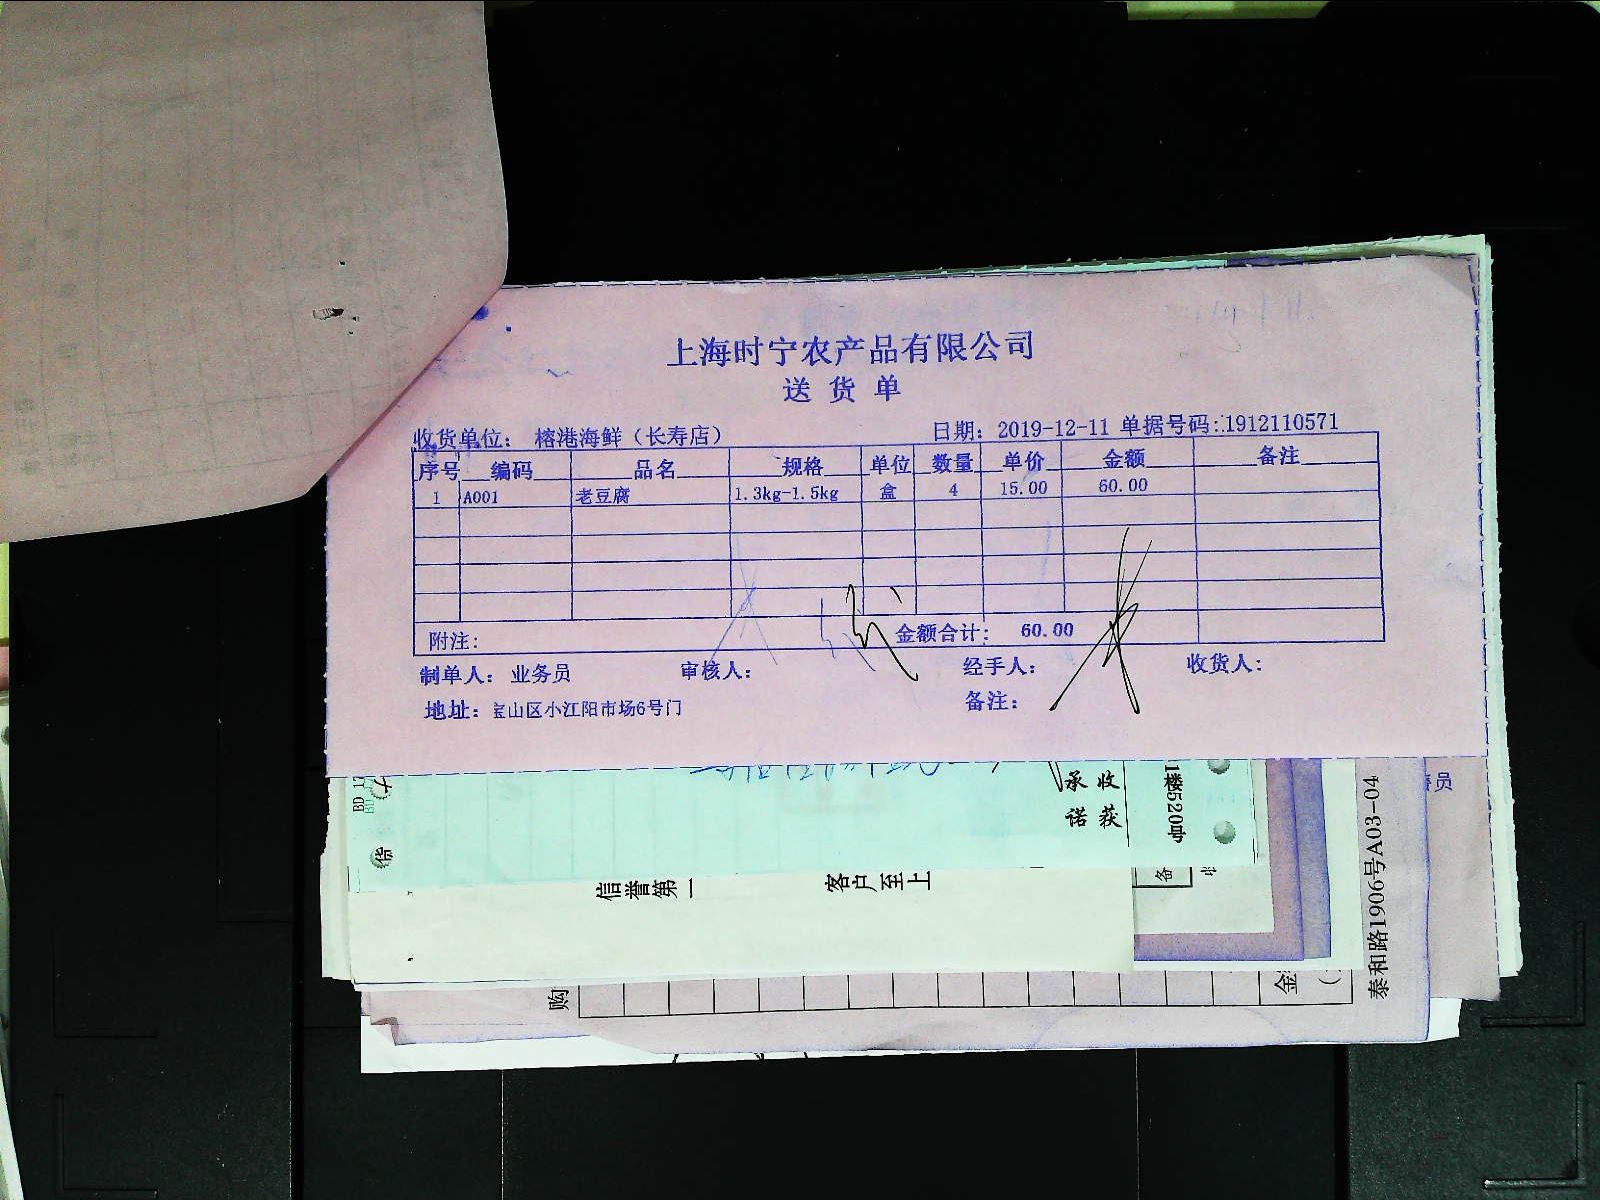 上海时宁农产品有限公司
送货单
收货单位: 榕港海鲜（长寿店） 日期: 2019-12-11 单据号码:1912110571
序号 编码 品名 规格 单位 数量 单价 金额 备注
1 A001 老豆腐 1.3kg-1.5kg 盒 4 15.00 60.00
附注: 金额合计: 60.00
制单人: 业务员 审核人: 经手人: 收货人:
地址: 宝山区小江阳市场6号门 备注:
承诺
收获
信誉第一
客户至上
泰和路1906号A03-04
购
金
备
员
货